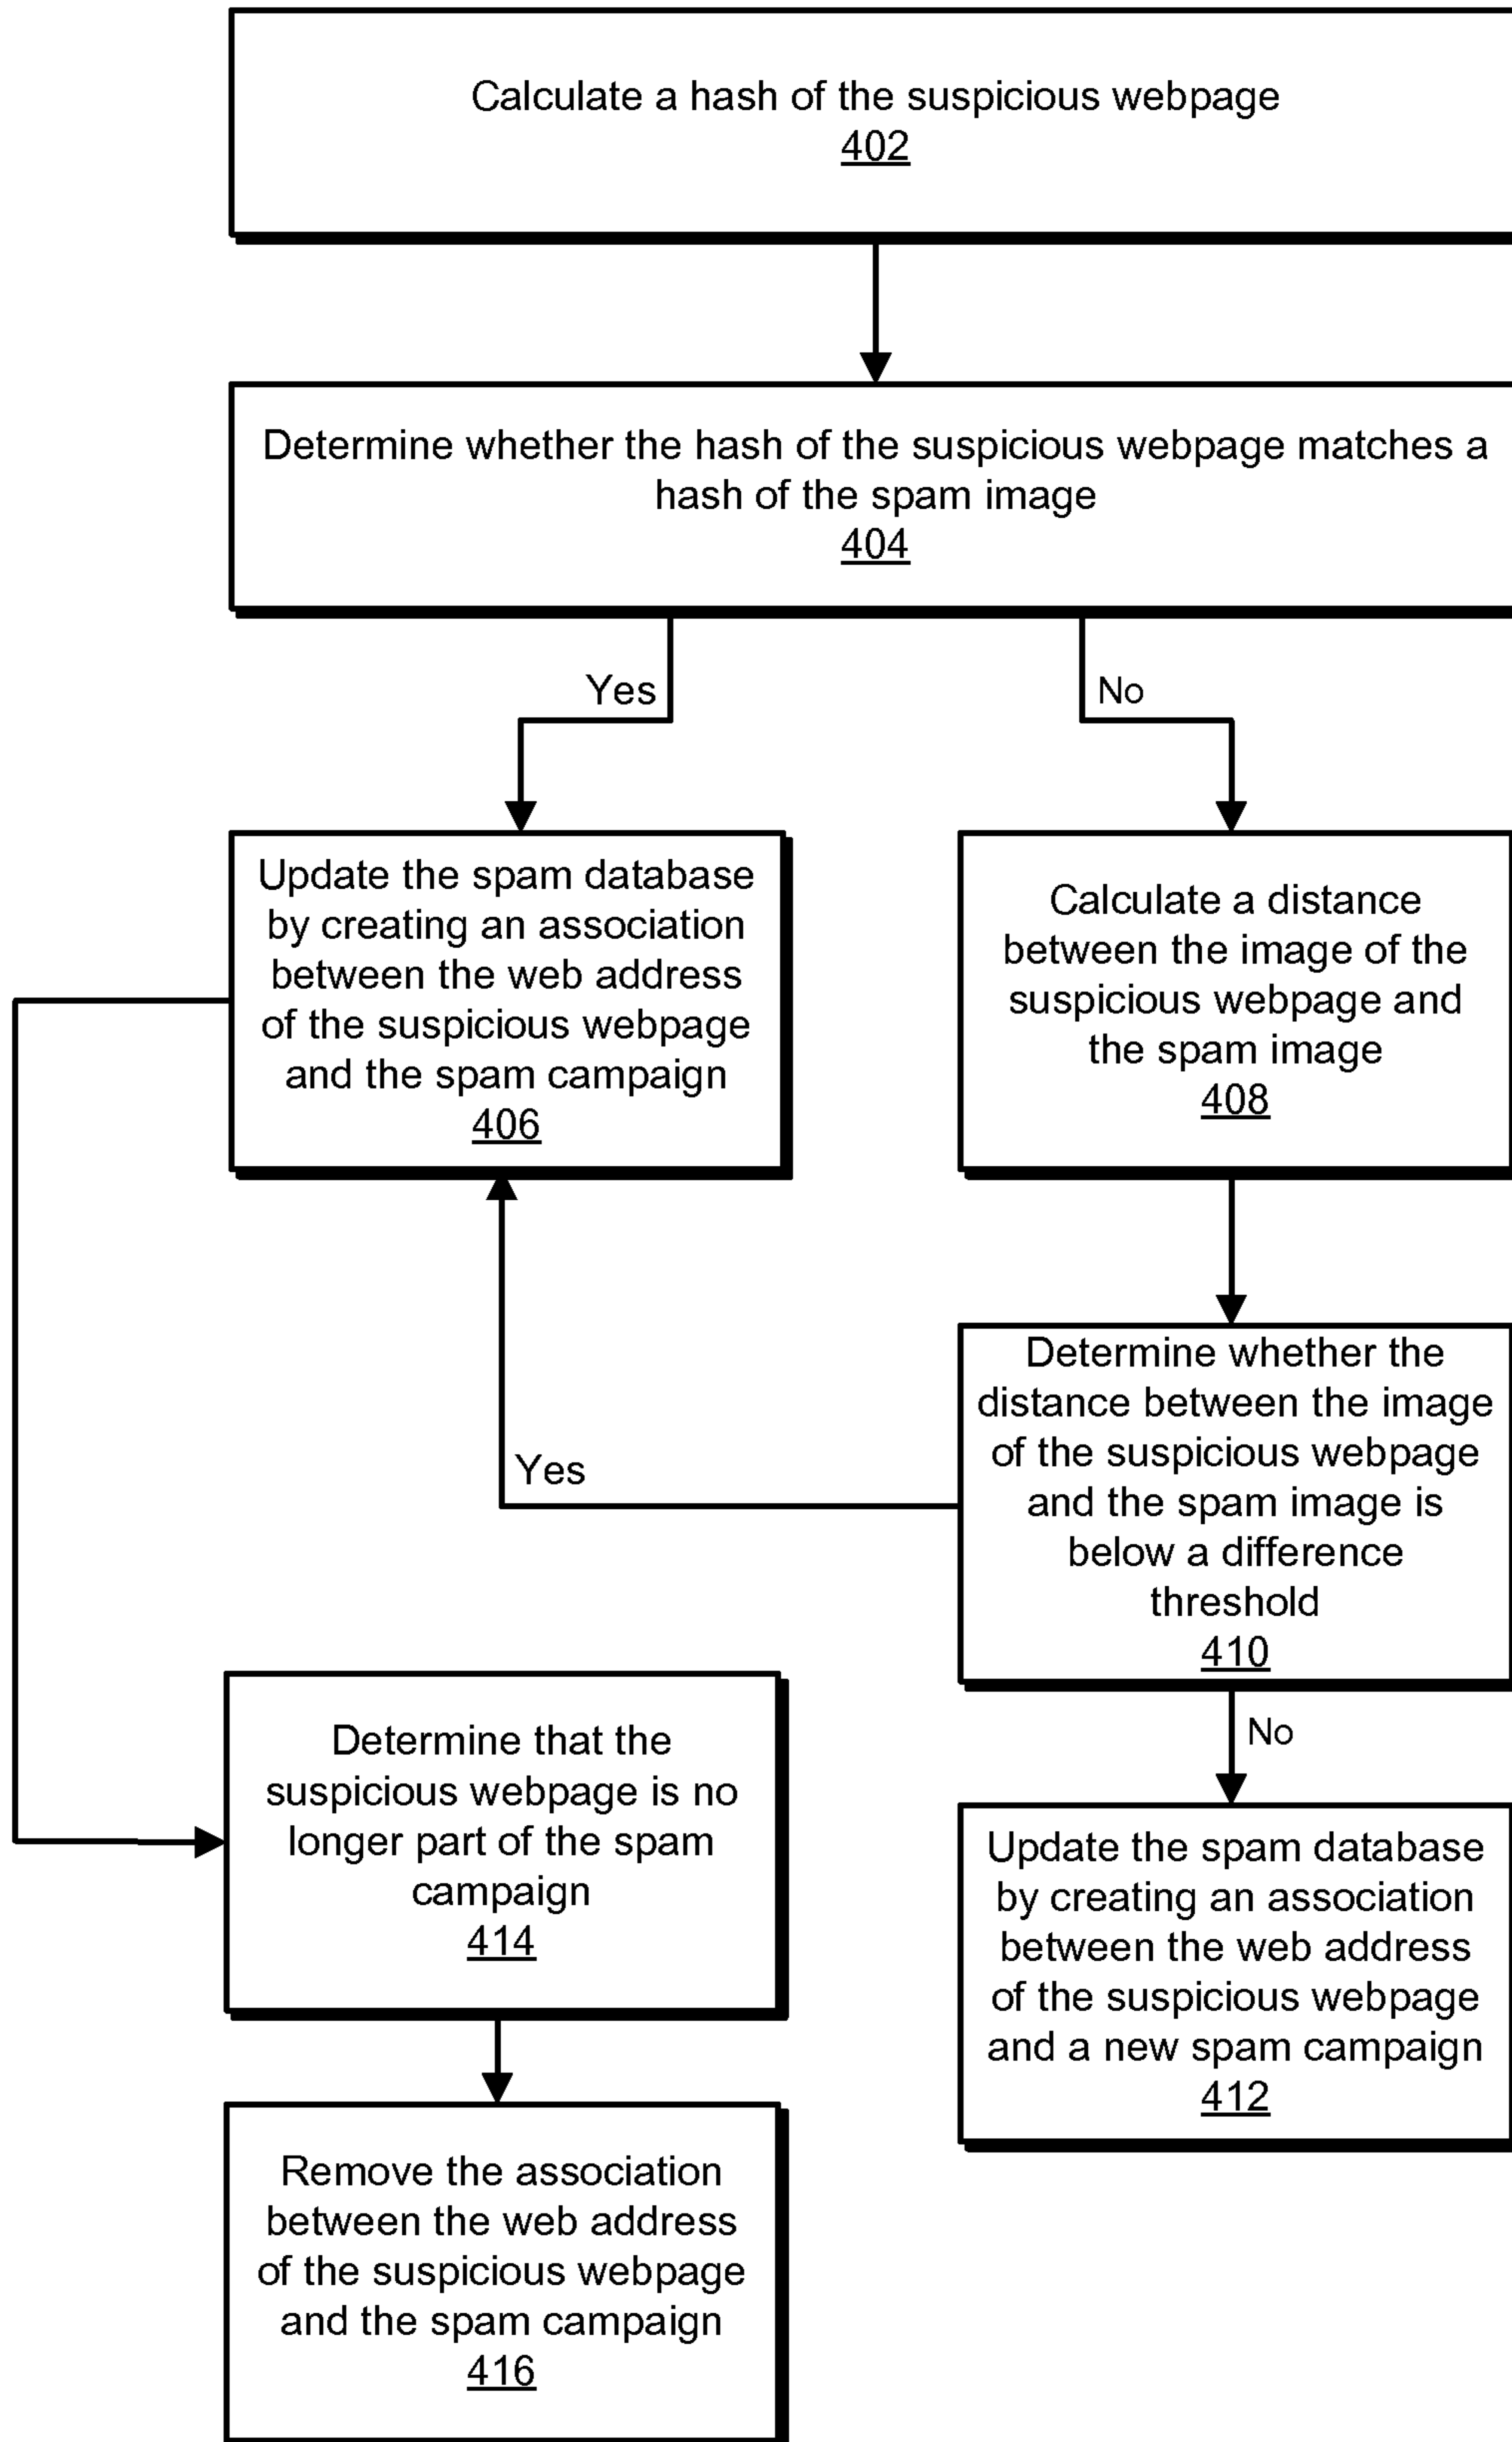 Calculate a hash of the suspicious webpage
402
Determine whether the hash of the suspicious webpage matches a
hash of the spam image
404
Yes
No
Update the spam database
by creating an association
between the web address
of the suspicious webpage
and the spam campaign
406
Calculate a distance
between the image of the
suspicious webpage and
the spam image
408
Determine whether the
distance between the image
of the suspicious webpage
and the spam image is
below a difference
threshold
410
Yes
No
Determine that the
suspicious webpage is no
longer part of the spam
campaign
414
Update the spam database
by creating an association
between the web address
of the suspicious webpage
and a new spam campaign
412
Remove the association
between the web address
of the suspicious webpage
and the spam campaign
416